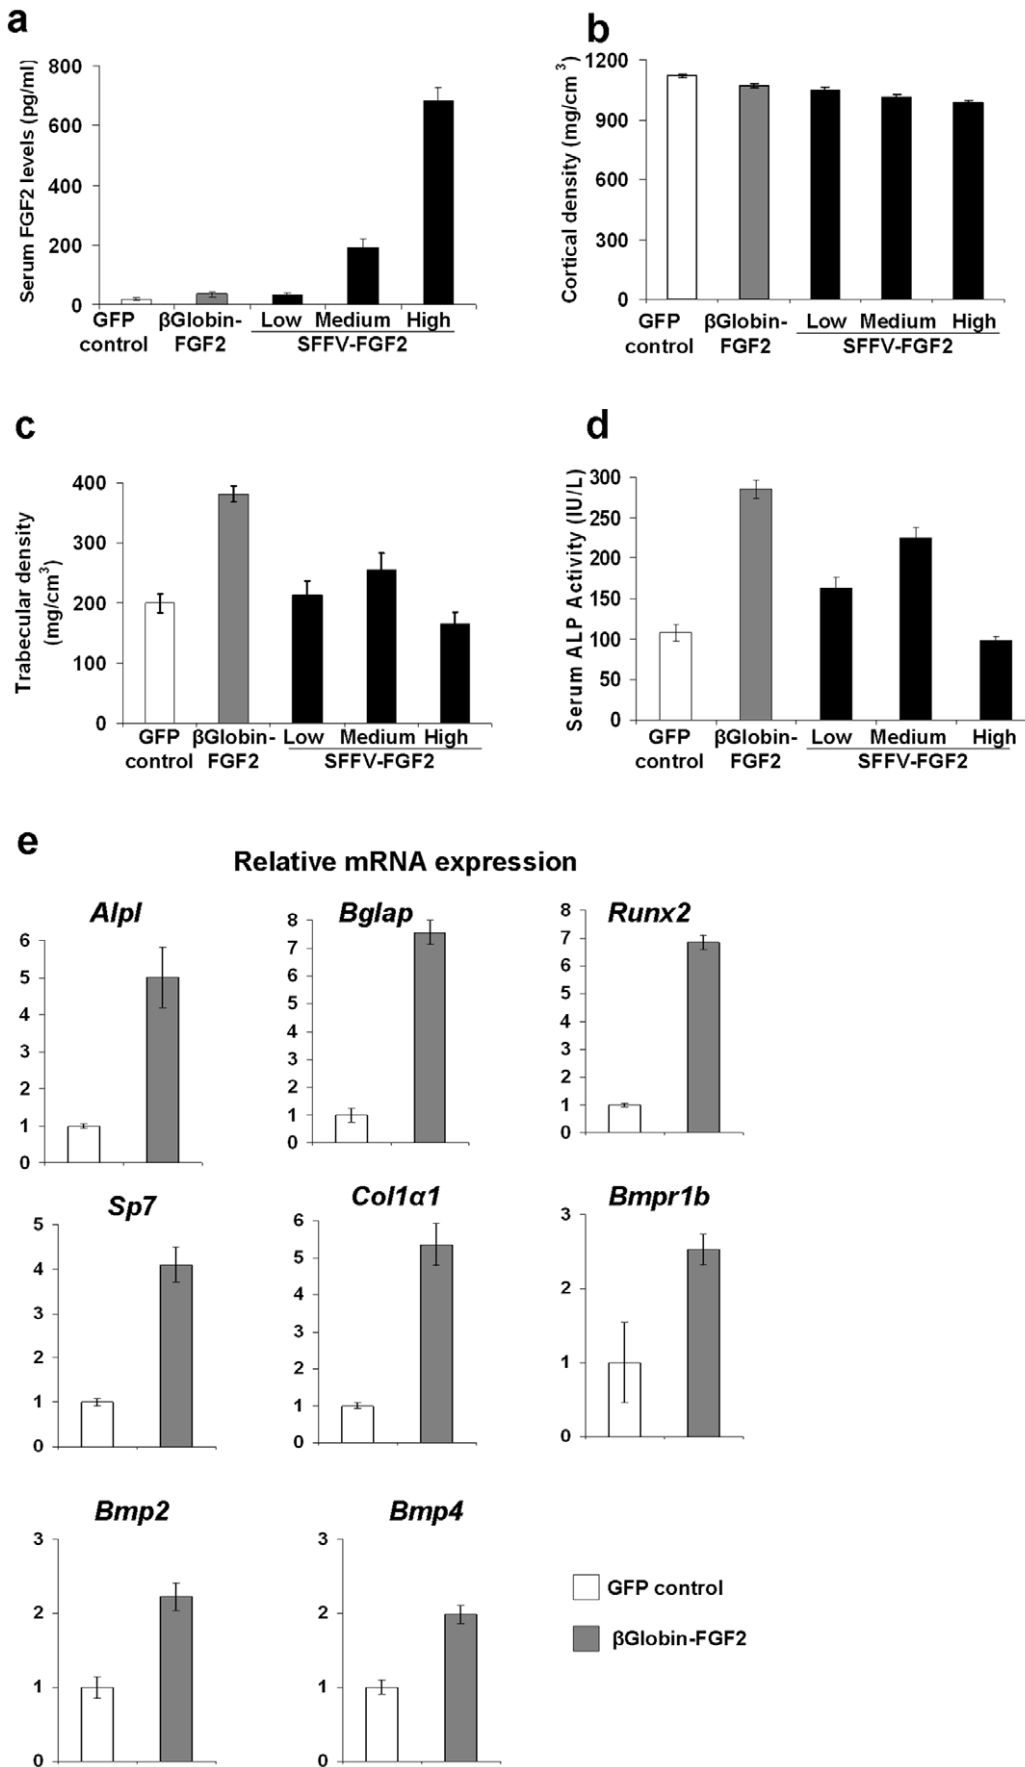 a
Serum FGF2 levels (pg/ml)
800
600
400
200
0
GFP control
βGlobin-FGF2
Low Medium High
SFFV-FGF2
b
Cortical density (mg/cm³)
1200
900
600
300
0
GFP control
βGlobin-FGF2
Low Medium High
SFFV-FGF2
c
Trabecular density (mg/cm³)
400
300
200
100
0
GFP control
βGlobin-FGF2
Low Medium High
SFFV-FGF2
d
Serum ALP Activity (IU/L)
300
250
200
150
100
50
0
GFP control
βGlobin-FGF2
Low Medium High
SFFV-FGF2
e
Relative mRNA expression
Alpl
6
5
4
3
2
1
0
Bglap
8
7
6
5
4
3
2
1
0
Runx2
8
7
6
5
4
3
2
1
0
Sp7
5
4
3
2
1
0
Col1α1
6
5
4
3
2
1
0
Bmpr1b
3
2
1
0
Bmp2
3
2
1
0
Bmp4
3
2
1
0
GFP control
βGlobin-FGF2